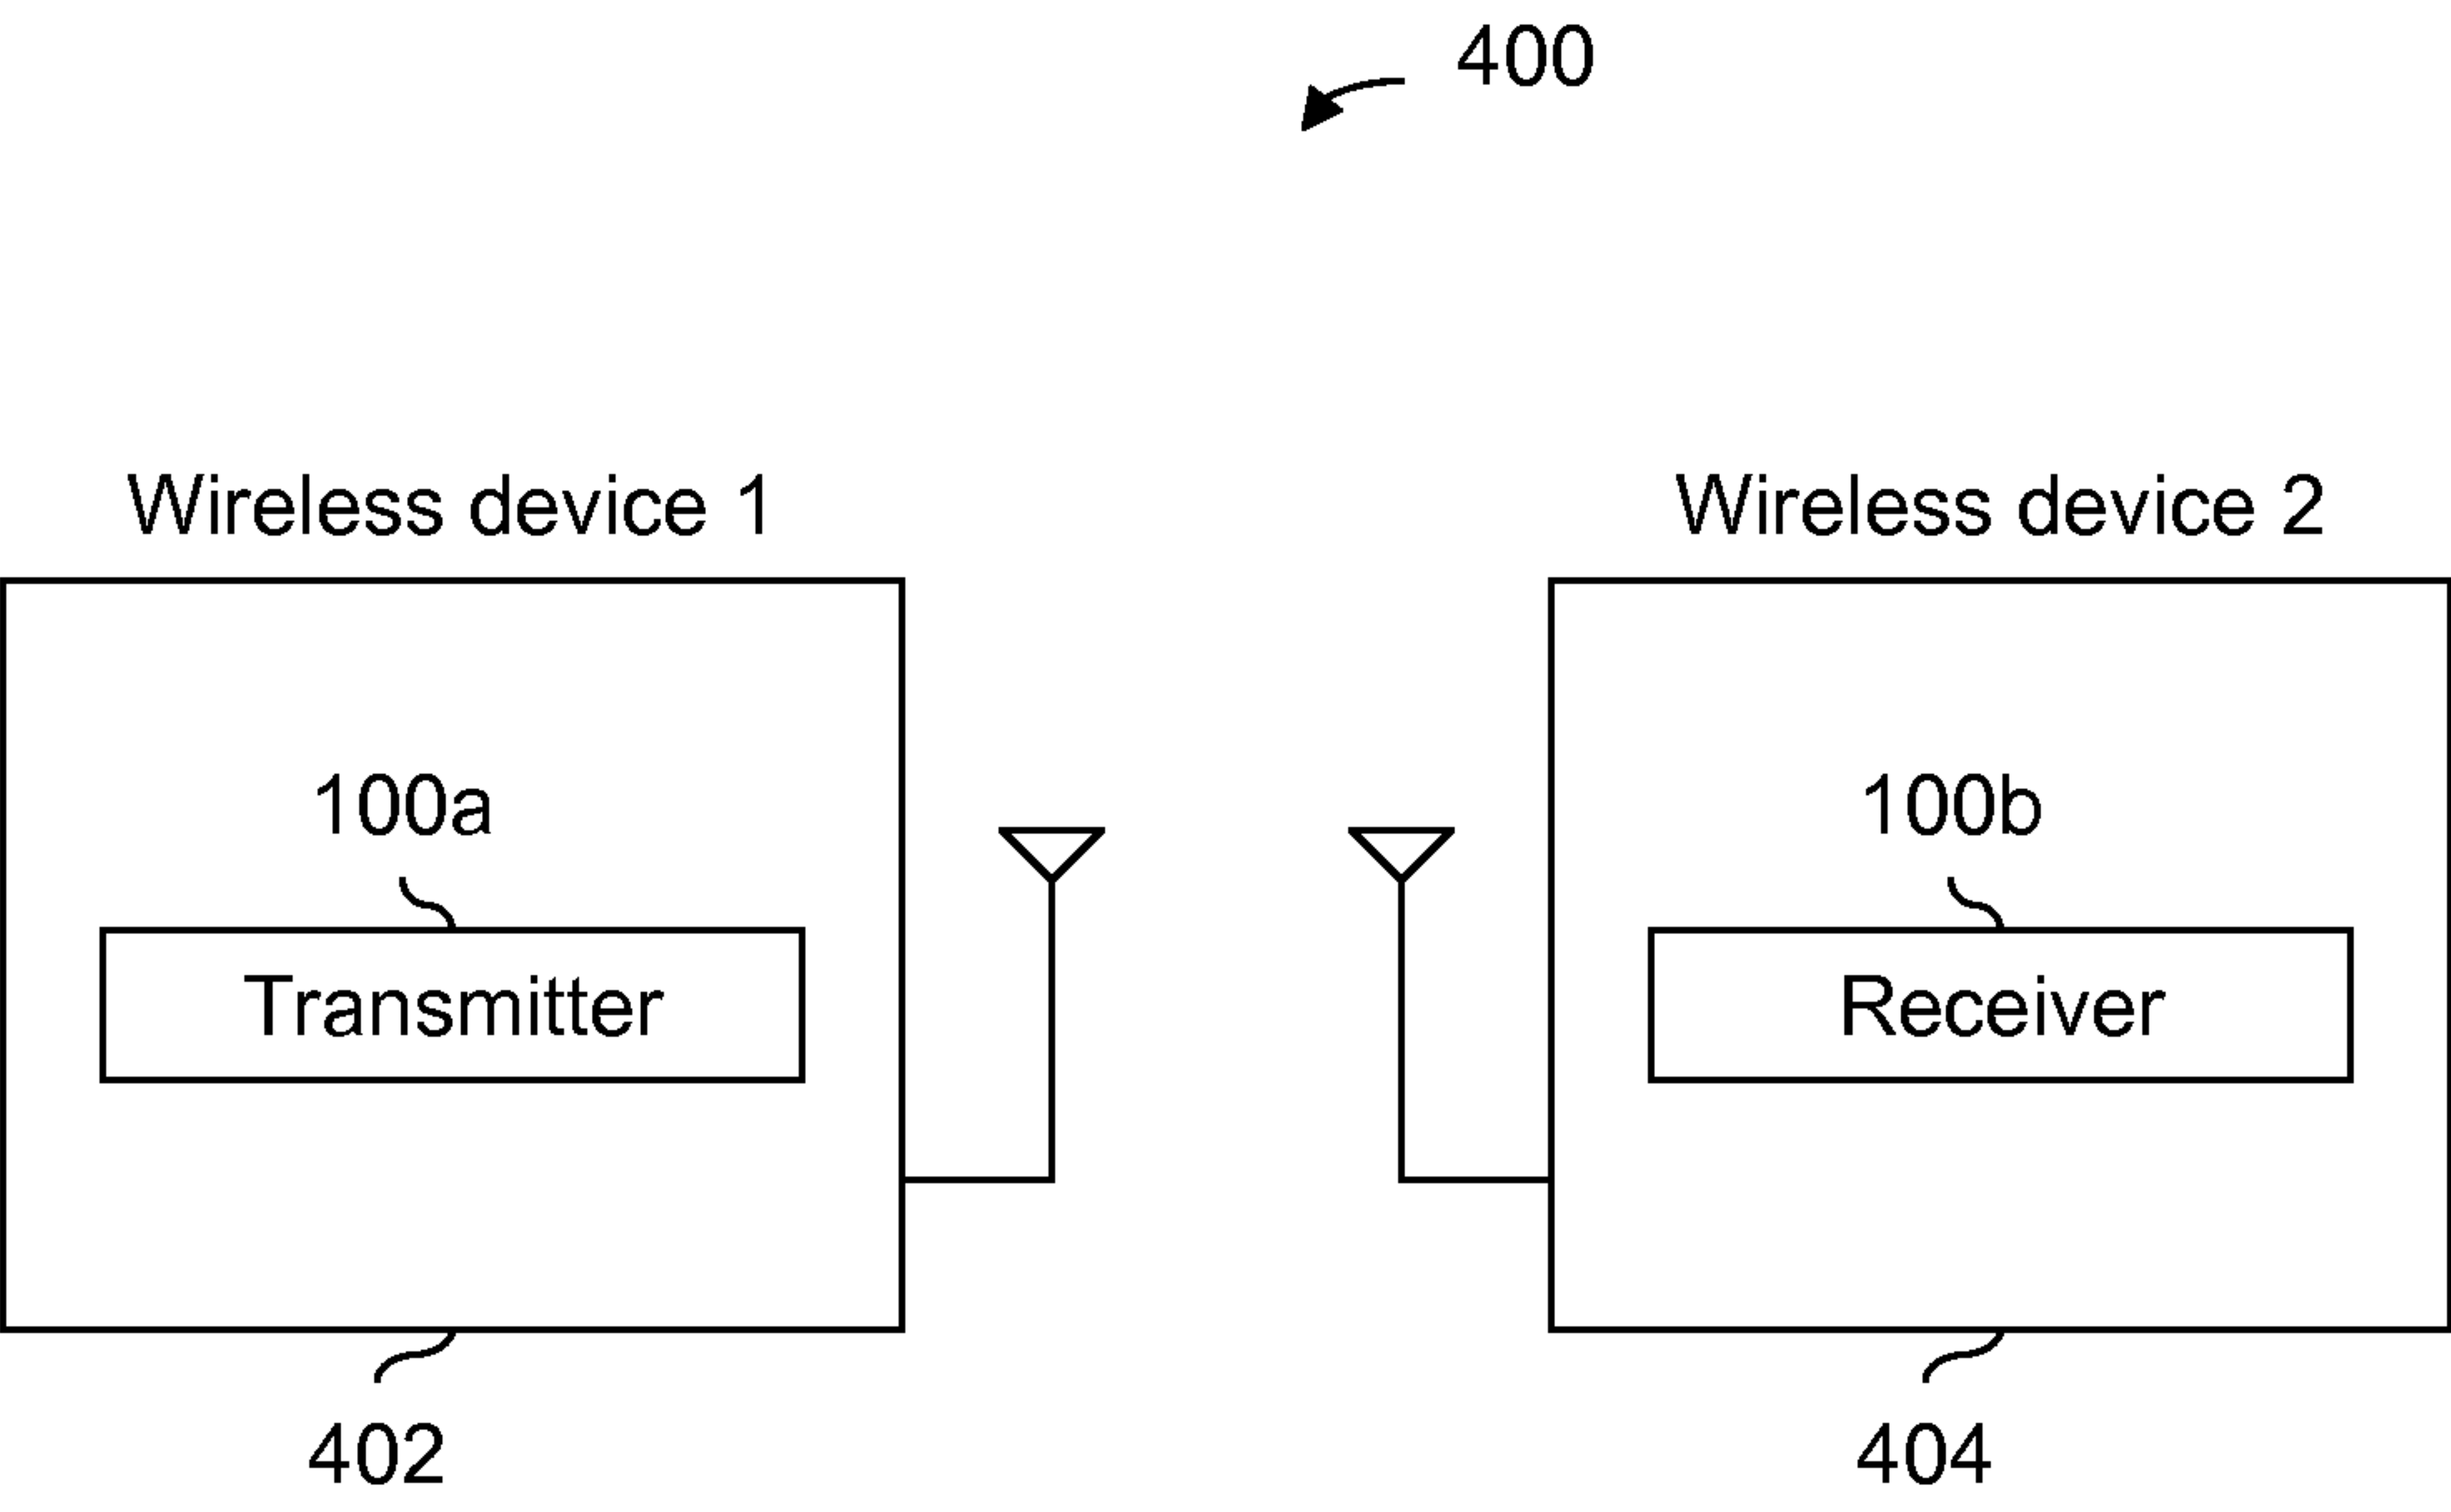 400
Wireless device 1
Wireless device 2
100a
100b
Transmitter
Receiver
402
404